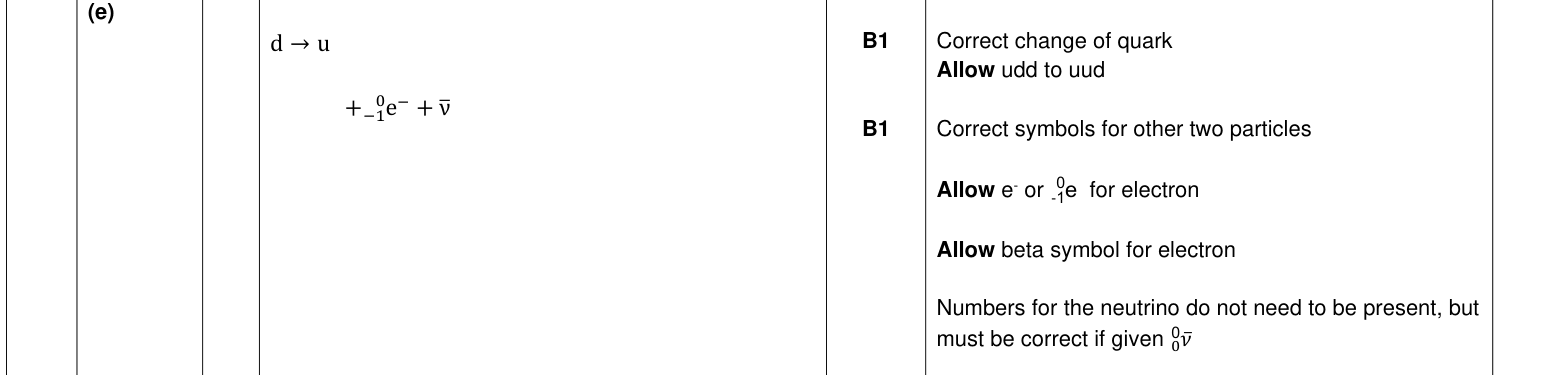 (e)
d → u
B1 Correct change of quark
Allow udd to uud
+ ₋₁⁰e⁻ + ν̄
B1 Correct symbols for other two particles
Allow e⁻ or ₋₁⁰e for electron
Allow beta symbol for electron
Numbers for the neutrino do not need to be present, but
must be correct if given ₀⁰ν̄